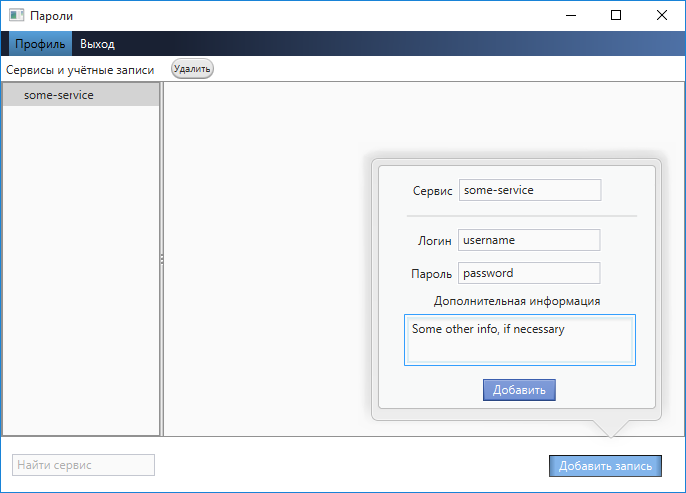 Пароли
Профиль Выход
Сервисы и учётные записи Удалить
some-service
Сервис some-service
Логин username
Пароль password
Дополнительная информация
Some other info, if necessary
Добавить
Найти сервис Добавить запись